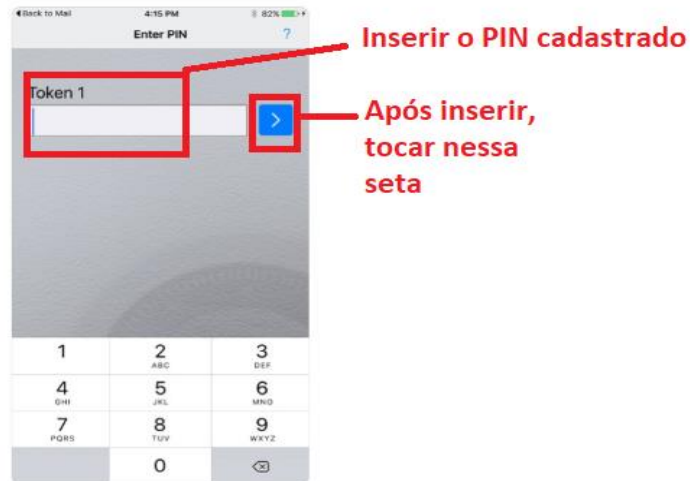 Back to Mail 4:15 PM 82%
Enter PIN ?
Inserir o PIN cadastrado
Token 1
Após inserir,
tocar nessa
seta
1 2 3
ABC DEF
4 5 6
GHI JKL MNO
7 8 9
PQRS TUV WXYZ
0